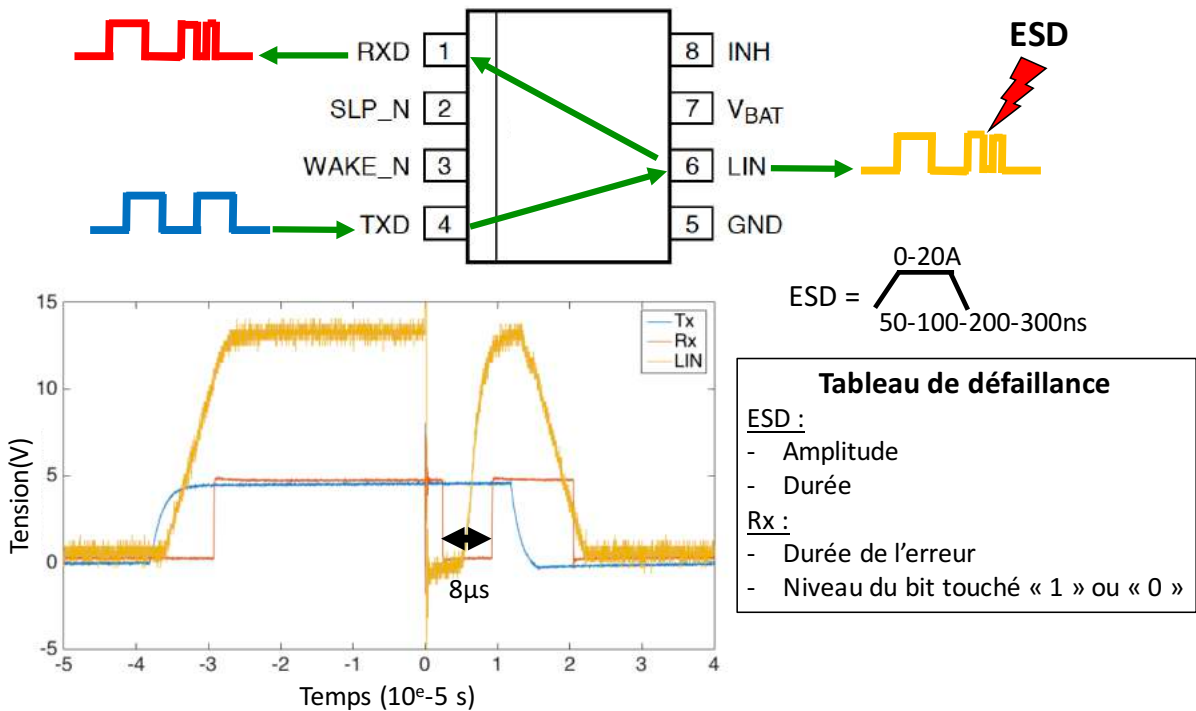 ESD
RXD 1 8 INH
SLP_N 2 7 VBAT
WAKE_N 3 6 LIN
TXD 4 5 GND
0-20A
ESD =
50-100-200-300ns
15
10
5
0
-5
Tension(V)
Tx
Rx
LIN
8µs
-5 -4 -3 -2 -1 0 1 2 3 4
Temps (10ᵉ-5 s)
Tableau de défaillance
ESD :
- Amplitude
- Durée
Rx :
- Durée de l’erreur
- Niveau du bit touché « 1 » ou « 0 »